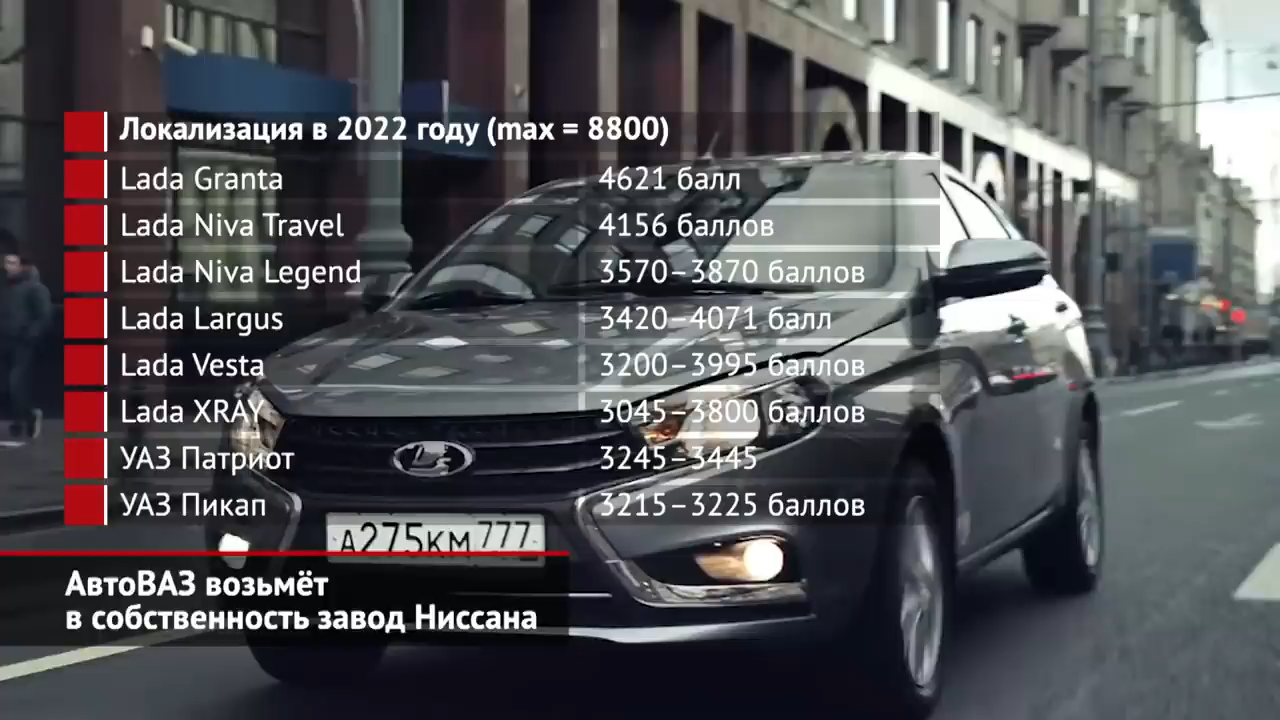 Локализация в 2022 году (max = 8800)
Lada Granta 4621 балл
Lada Niva Travel 4156 баллов
Lada Niva Legend 3570–3870 баллов
Lada Largus 3420–4071 балл
Lada Vesta 3200–3995 баллов
Lada XRAY 3045–3800 баллов
УАЗ Патриот 3245–3445
УАЗ Пикап 3215–3225 баллов
А275КМ 777
АвтоВАЗ возьмёт
в собственность завод Ниссана